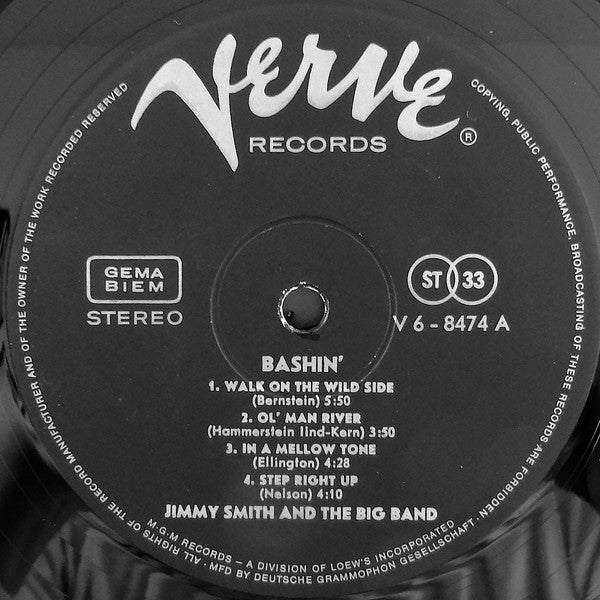 Verve
RECORDS
®
GEMA
BIEM
STEREO
ST 33
V 6 - 8474 A
BASHIN'
1. WALK ON THE WILD SIDE
(Bernstein) 5:50
2. OL' MAN RIVER
(Hammerstein IInd-Kern) 3:50
3. IN A MELLOW TONE
(Ellington) 4:28
4. STEP RIGHT UP
(Nelson) 4:10
JIMMY SMITH AND THE BIG BAND
M·G·M RECORDS – A DIVISION OF LOEW'S INCORPORATED
ALL RIGHTS OF THE RECORD MANUFACTURER AND OF THE OWNER OF THE WORK RECORDED RESERVED
COPYING, PUBLIC PERFORMANCE, BROADCASTING OF THESE RECORDS ARE FORBIDDEN · MFD BY DEUTSCHE GRAMMOPHON GESELLSCHAFT ·